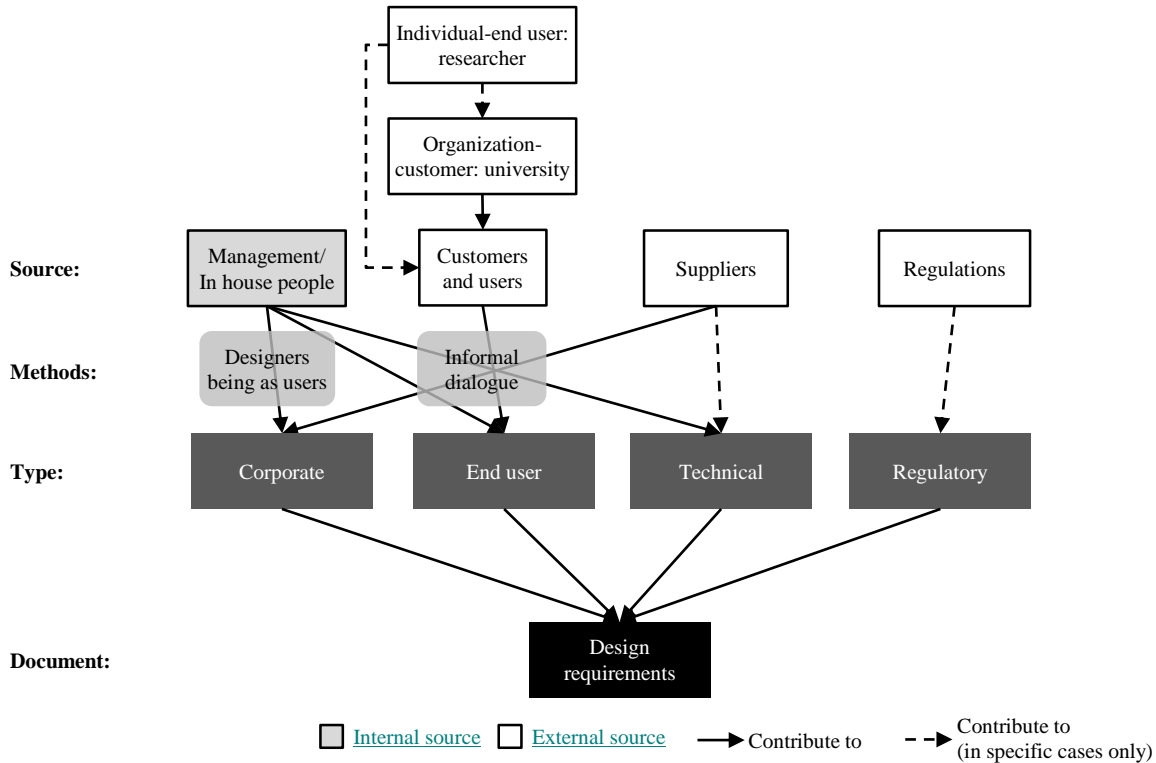 Individual-end user:
researcher
Organization-
customer: university
Source:
Management/
In house people
Customers
and users
Suppliers
Regulations
Methods:
Designers
being as users
Informal
dialogue
Type:
Corporate
End user
Technical
Regulatory
Document:
Design
requirements
Internal source
External source
Contribute to
Contribute to
(in specific cases only)